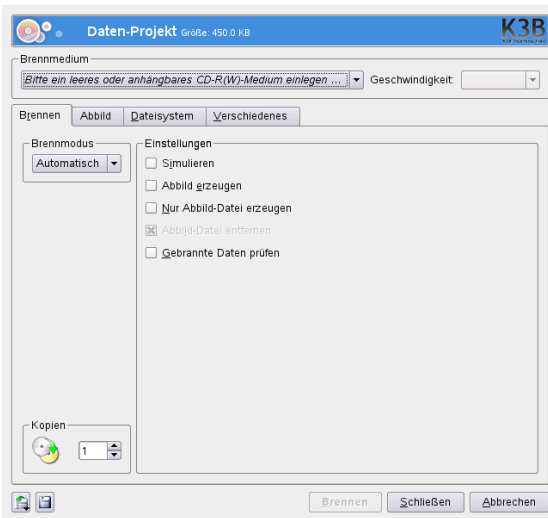 Daten-Projekt Größe: 450.0 KB
K3B
Brennmedium
Bitte ein leeres oder anhängbares CD-R(W)-Medium einlegen ...
Geschwindigkeit:
Brennen Abbild Dateisystem Verschiedenes
Brennmodus
Automatisch
Einstellungen
Simulieren
Abbild erzeugen
Nur Abbild-Datei erzeugen
Abbild-Datei entfernen
Gebrannte Daten prüfen
Kopien
1
Brennen Schließen Abbrechen